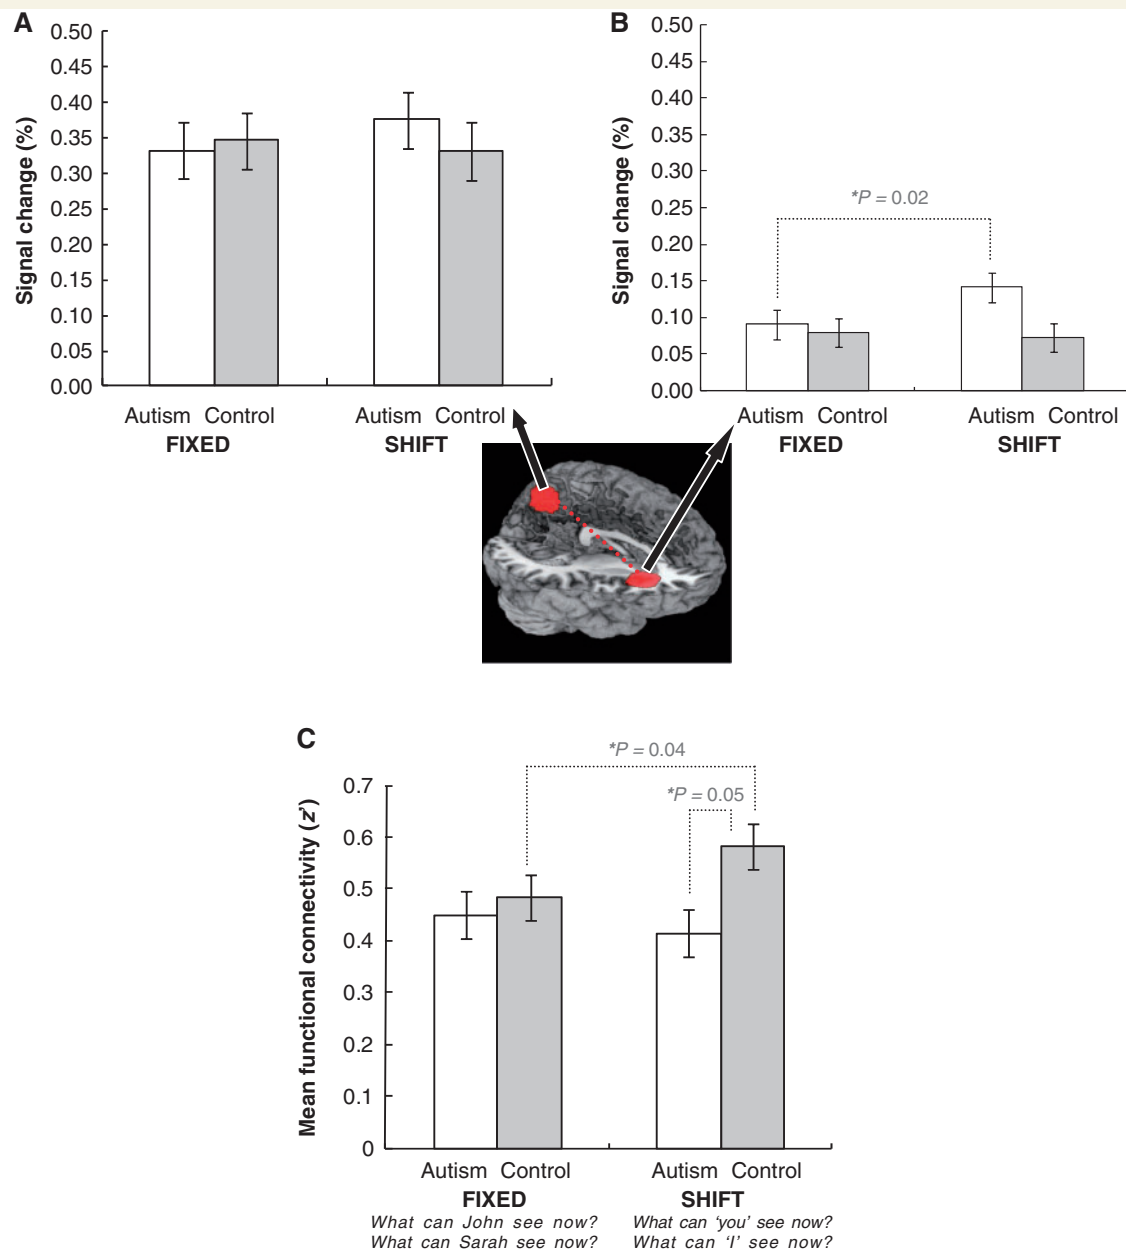 A
Signal change (%)
0.50
0.45
0.40
0.35
0.30
0.25
0.20
0.15
0.10
0.05
0.00
Autism Control Autism Control
FIXED SHIFT
B
Signal change (%)
0.50
0.45
0.40
0.35
0.30
0.25
0.20
0.15
0.10
0.05
0.00
*P = 0.02
Autism Control Autism Control
FIXED SHIFT
C
Mean functional connectivity (z')
*P = 0.04
*P = 0.05
0.7
0.6
0.5
0.4
0.3
0.2
0.1
0
Autism Control Autism Control
FIXED SHIFT
What can John see now? What can 'you' see now?
What can Sarah see now? What can 'I' see now?